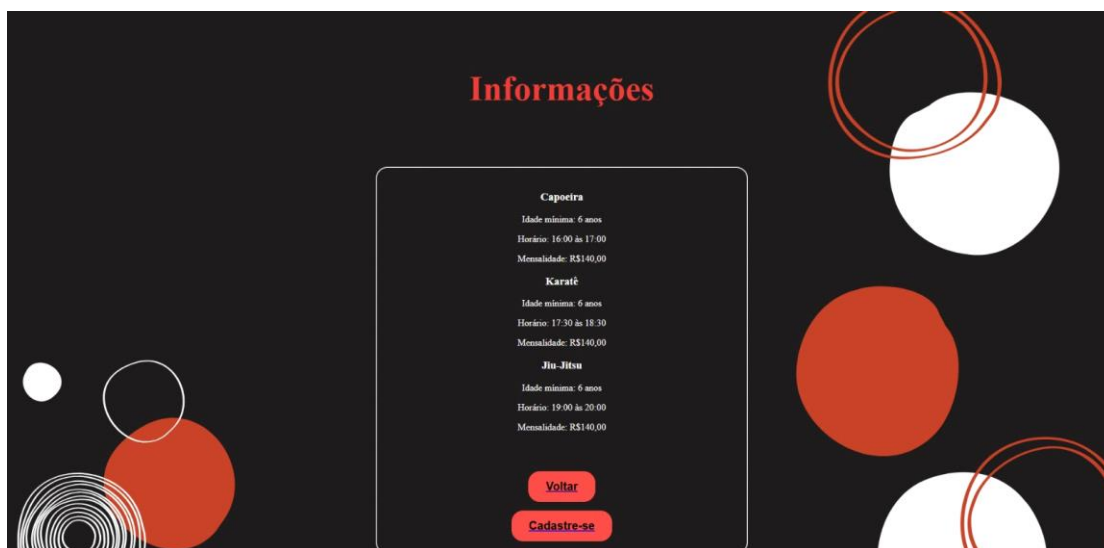 Informações
Capoeira
Idade mínima: 6 anos
Horário: 16:00 às 17:00
Mensalidade: R$140,00
Karatê
Idade mínima: 6 anos
Horário: 17:30 às 18:30
Mensalidade: R$140,00
Jiu-Jitsu
Idade mínima: 6 anos
Horário: 19:00 às 20:00
Mensalidade: R$140,00
Voltar
Cadastre-se